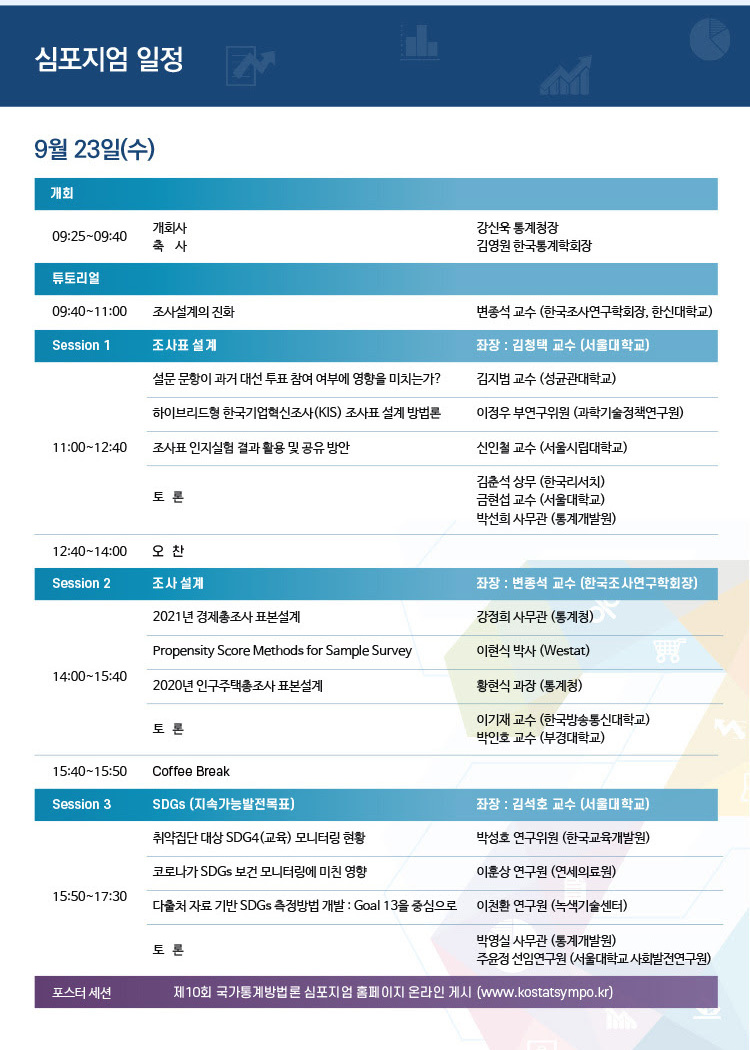 심포지엄 일정
9월 23일(수)
개회
09:25~09:40 개회사 강신욱 통계청장
축 사 김영원 한국통계학회장
튜토리얼
09:40~11:00 조사설계의 진화 변종석 교수 (한국조사연구학회장, 한신대학교)
Session 1 조사표 설계 좌장 : 김청택 교수 (서울대학교)
11:00~12:40
설문 문항이 과거 대선 투표 참여 여부에 영향을 미치는가? 김지범 교수 (성균관대학교)
하이브리드형 한국기업혁신조사(KIS) 조사표 설계 방법론 이정우 부연구위원 (과학기술정책연구원)
조사표 인지실험 결과 활용 및 공유 방안 신인철 교수 (서울시립대학교)
토 론 김춘석 상무 (한국리서치)
금현섭 교수 (서울대학교)
박선희 사무관 (통계개발원)
12:40~14:00 오 찬
Session 2 조사 설계 좌장 : 변종석 교수 (한국조사연구학회장)
14:00~15:40
2021년 경제총조사 표본설계 강정희 사무관 (통계청)
Propensity Score Methods for Sample Survey 이현식 박사 (Westat)
2020년 인구주택총조사 표본설계 황현식 과장 (통계청)
토 론 이기재 교수 (한국방송통신대학교)
박인호 교수 (부경대학교)
15:40~15:50 Coffee Break
Session 3 SDGs (지속가능발전목표) 좌장 : 김석호 교수 (서울대학교)
15:50~17:30
취약집단 대상 SDG4(교육) 모니터링 현황 박성호 연구위원 (한국교육개발원)
코로나가 SDGs 보건 모니터링에 미친 영향 이훈상 연구원 (연세의료원)
다출처 자료 기반 SDGs 측정방법 개발 : Goal 13을 중심으로 이천환 연구원 (녹색기술센터)
토 론 박영실 사무관 (통계개발원)
주윤정 선임연구원 (서울대학교 사회발전연구원)
포스터 세션 제10회 국가통계방법론 심포지엄 홈페이지 온라인 게시 (www.kostatsympo.kr)